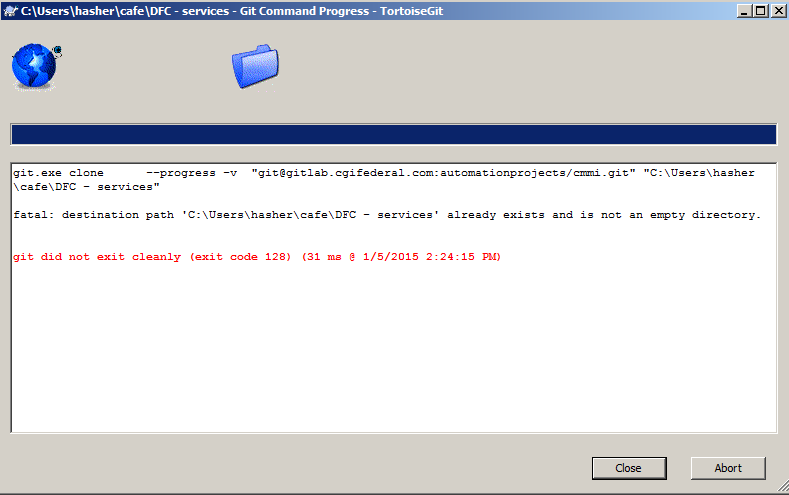 C:\Users\hasher\cafe\DFC - services - Git Command Progress - TortoiseGit
git.exe clone     --progress -v  "git@gitlab.cgifederal.com:automationprojects/cmmi.git" "C:\Users\hasher
\cafe\DFC - services"
fatal: destination path 'C:\Users\hasher\cafe\DFC - services' already exists and is not an empty directory.
git did not exit cleanly (exit code 128) (31 ms @ 1/5/2015 2:24:15 PM)
Close Abort